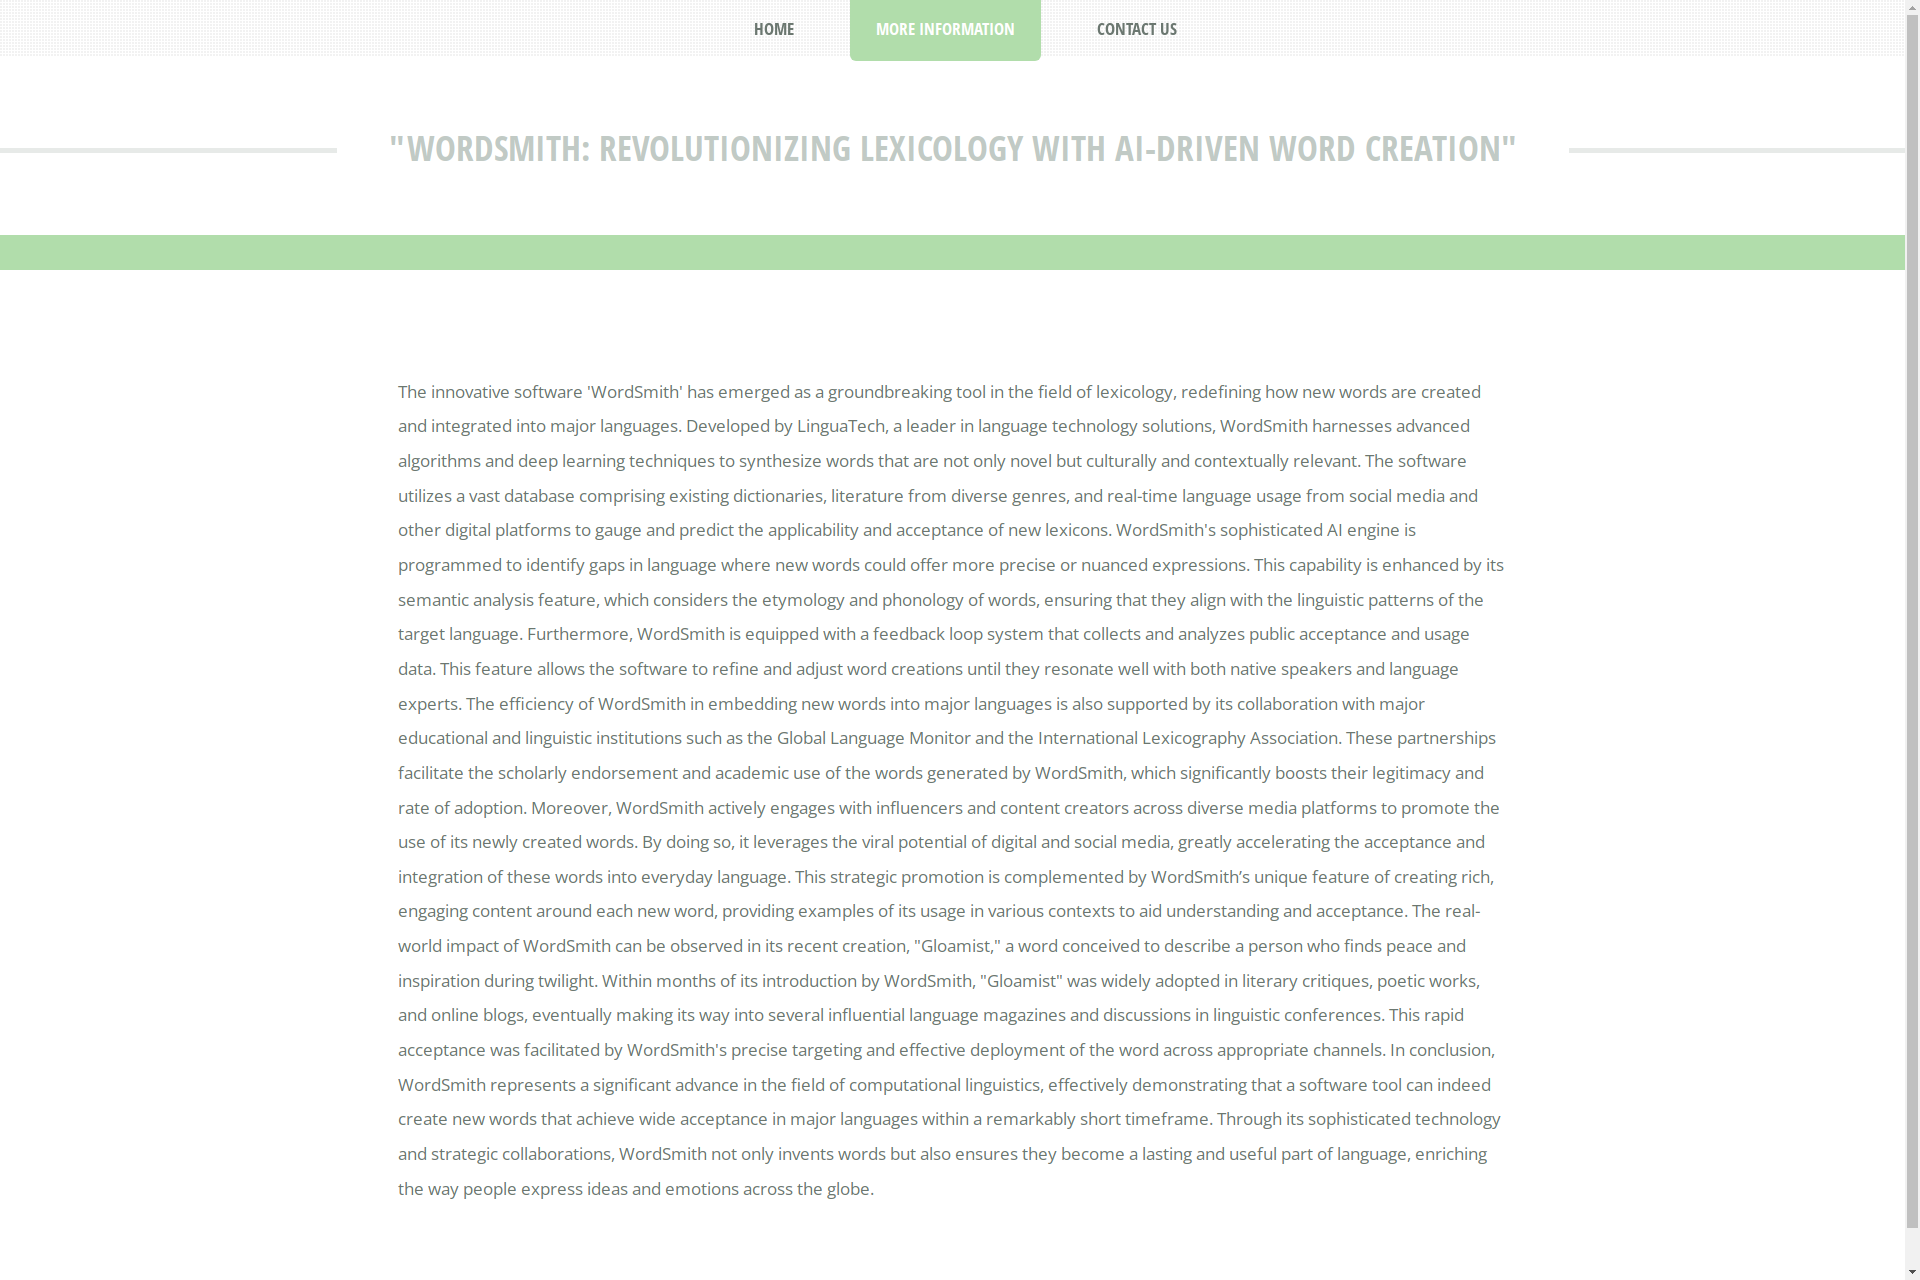 HOME
MORE INFORMATION
CONTACT US
"WORDSMITH: REVOLUTIONIZING LEXICOLOGY WITH AI-DRIVEN WORD CREATION"
The innovative software 'WordSmith' has emerged as a groundbreaking tool in the field of lexicology, redefining how new words are created
and integrated into major languages. Developed by LinguaTech, a leader in language technology solutions, WordSmith harnesses advanced
algorithms and deep learning techniques to synthesize words that are not only novel but culturally and contextually relevant. The software
utilizes a vast database comprising existing dictionaries, literature from diverse genres, and real-time language usage from social media and
other digital platforms to gauge and predict the applicability and acceptance of new lexicons. WordSmith's sophisticated AI engine is
programmed to identify gaps in language where new words could offer more precise or nuanced expressions. This capability is enhanced by its
semantic analysis feature, which considers the etymology and phonology of words, ensuring that they align with the linguistic patterns of the
target language. Furthermore, WordSmith is equipped with a feedback loop system that collects and analyzes public acceptance and usage
data. This feature allows the software to refine and adjust word creations until they resonate well with both native speakers and language
experts. The efficiency of WordSmith in embedding new words into major languages is also supported by its collaboration with major
educational and linguistic institutions such as the Global Language Monitor and the International Lexicography Association. These partnerships
facilitate the scholarly endorsement and academic use of the words generated by WordSmith, which significantly boosts their legitimacy and
rate of adoption. Moreover, WordSmith actively engages with influencers and content creators across diverse media platforms to promote the
use of its newly created words. By doing so, it leverages the viral potential of digital and social media, greatly accelerating the acceptance and
integration of these words into everyday language. This strategic promotion is complemented by WordSmith’s unique feature of creating rich,
engaging content around each new word, providing examples of its usage in various contexts to aid understanding and acceptance. The real-
world impact of WordSmith can be observed in its recent creation, "Gloamist," a word conceived to describe a person who finds peace and
inspiration during twilight. Within months of its introduction by WordSmith, "Gloamist" was widely adopted in literary critiques, poetic works,
and online blogs, eventually making its way into several influential language magazines and discussions in linguistic conferences. This rapid
acceptance was facilitated by WordSmith's precise targeting and effective deployment of the word across appropriate channels. In conclusion,
WordSmith represents a significant advance in the field of computational linguistics, effectively demonstrating that a software tool can indeed
create new words that achieve wide acceptance in major languages within a remarkably short timeframe. Through its sophisticated technology
and strategic collaborations, WordSmith not only invents words but also ensures they become a lasting and useful part of language, enriching
the way people express ideas and emotions across the globe.